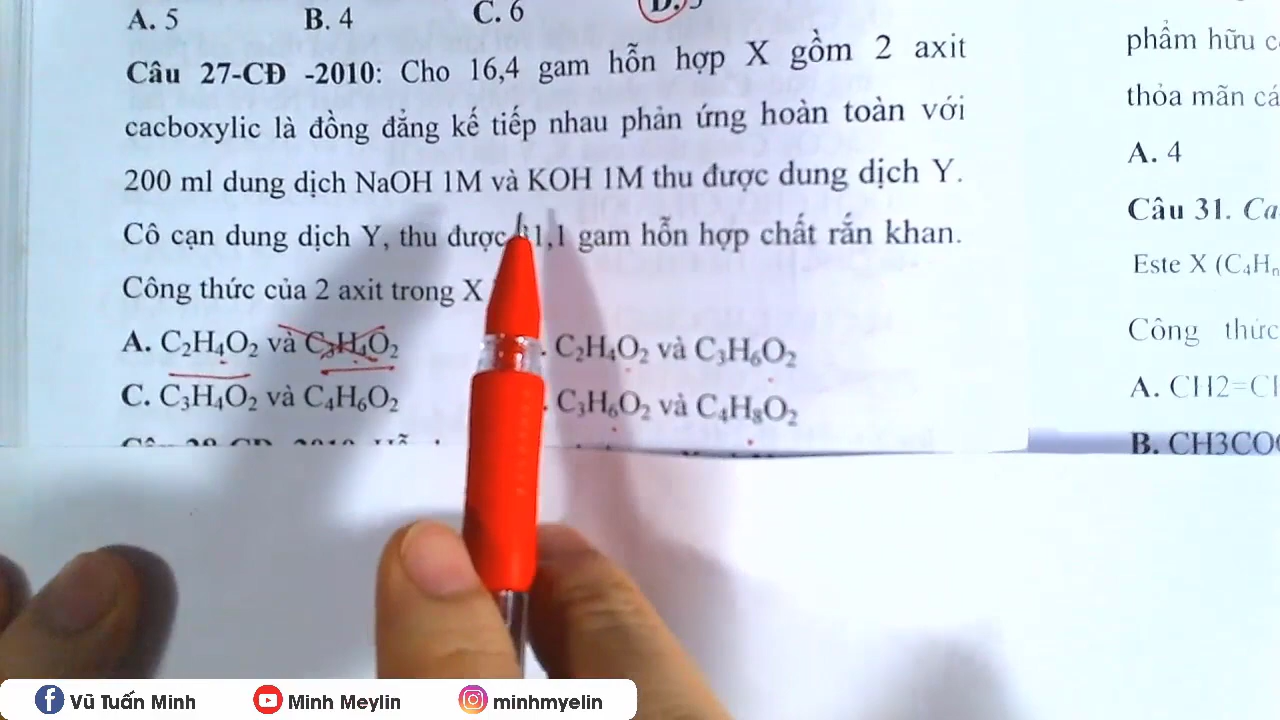 A. 5 B. 4 C. 6 D.
Câu 27-CĐ -2010: Cho 16,4 gam hỗn hợp X gồm 2 axit
cacboxylic là đồng đẳng kế tiếp nhau phản ứng hoàn toàn với
200 ml dung dịch NaOH 1M và KOH 1M thu được dung dịch Y.
Cô cạn dung dịch Y, thu được 1,1 gam hỗn hợp chất rắn khan.
Công thức của 2 axit trong X
A. C₂H₄O₂ và C₃H₄O₂ . C₂H₄O₂ và C₃H₆O₂
C. C₃H₄O₂ và C₄H₆O₂ . C₃H₆O₂ và C₄H₈O₂
phẩm hữu c
thỏa mãn cá
A. 4
Câu 31. Ca
Este X (C₄Hₙ
Công thức
A. CH2=CH
B. CH3COO
Vũ Tuấn Minh Minh Meylin minhmyelin